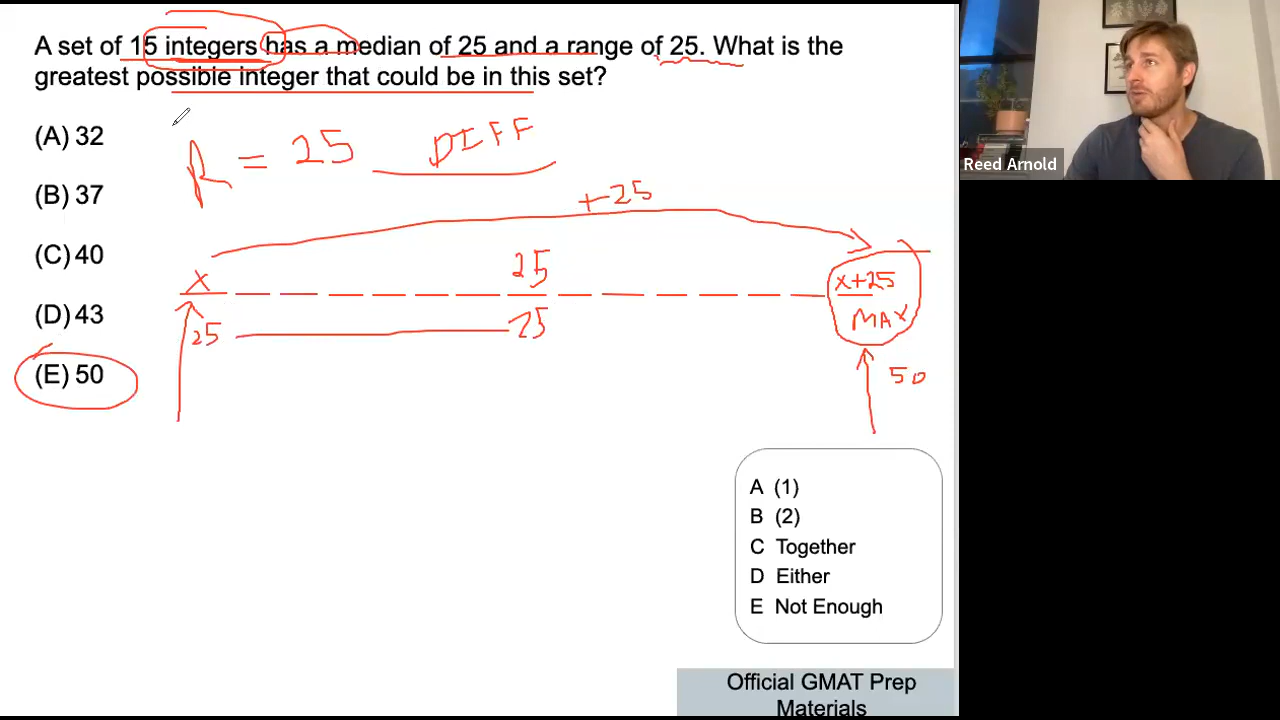 A set of 15 integers has a median of 25 and a range of 25. What is the
greatest possible integer that could be in this set?
(A) 32
(B) 37
(C) 40
(D) 43
(E) 50
R = 25 DIFF
+25
x 25 x+25
MAX
25 25
50
A (1)
B (2)
C Together
D Either
E Not Enough
Official GMAT Prep
Materials
Reed Arnold